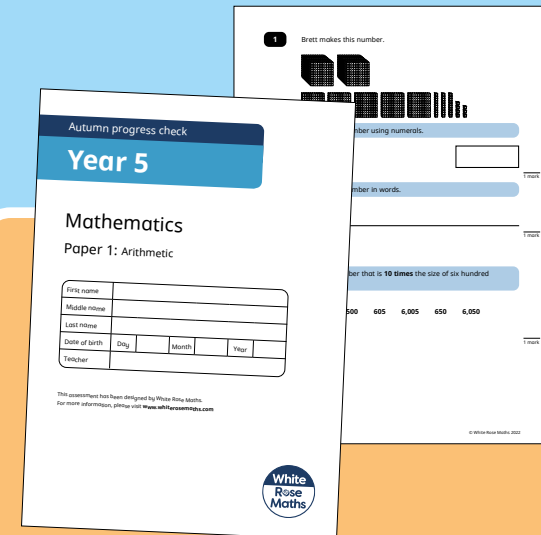 Autumn progress check
Year 5
Mathematics
Paper 1: Arithmetic
First name
Middle name
Last name
Date of birth Day Month Year
Teacher
This assessment has been designed by White Rose Maths.
For more information, please visit www.whiterosemaths.com
White
Rose
Maths
1 Brett makes this number.
using numerals.
in words.
that is 10 times the size of six hundred
605 6,005 650 6,050
1 mark
1 mark
1 mark
© White Rose Maths 2022